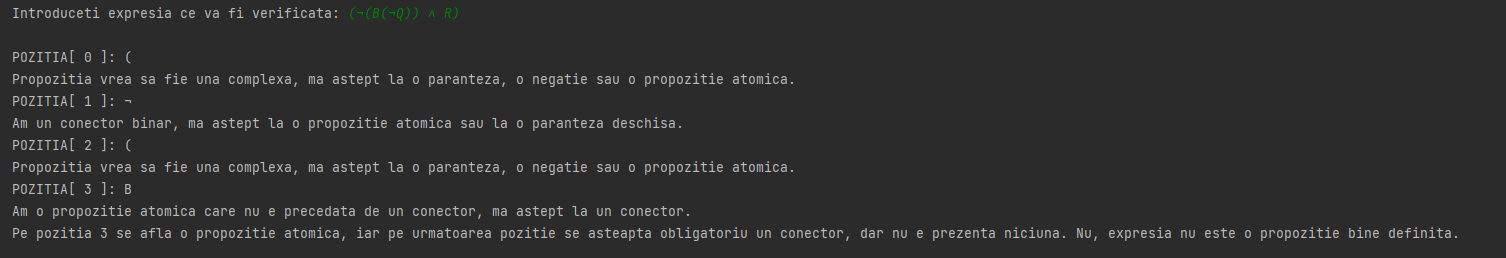 Introduceti expresia ce va fi verificata: (¬(B(¬Q)) ∧ R)
POZITIA[ 0 ]: (
Propozitia vrea sa fie una complexa, ma astept la o paranteza, o negatie sau o propozitie atomica.
POZITIA[ 1 ]: ¬
Am un conector binar, ma astept la o propozitie atomica sau la o paranteza deschisa.
POZITIA[ 2 ]: (
Propozitia vrea sa fie una complexa, ma astept la o paranteza, o negatie sau o propozitie atomica.
POZITIA[ 3 ]: B
Am o propozitie atomica care nu e precedata de un conector, ma astept la un conector.
Pe pozitia 3 se afla o propozitie atomica, iar pe urmatoarea pozitie se asteapta obligatoriu un conector, dar nu e prezenta niciuna. Nu, expresia nu este o propozitie bine definita.